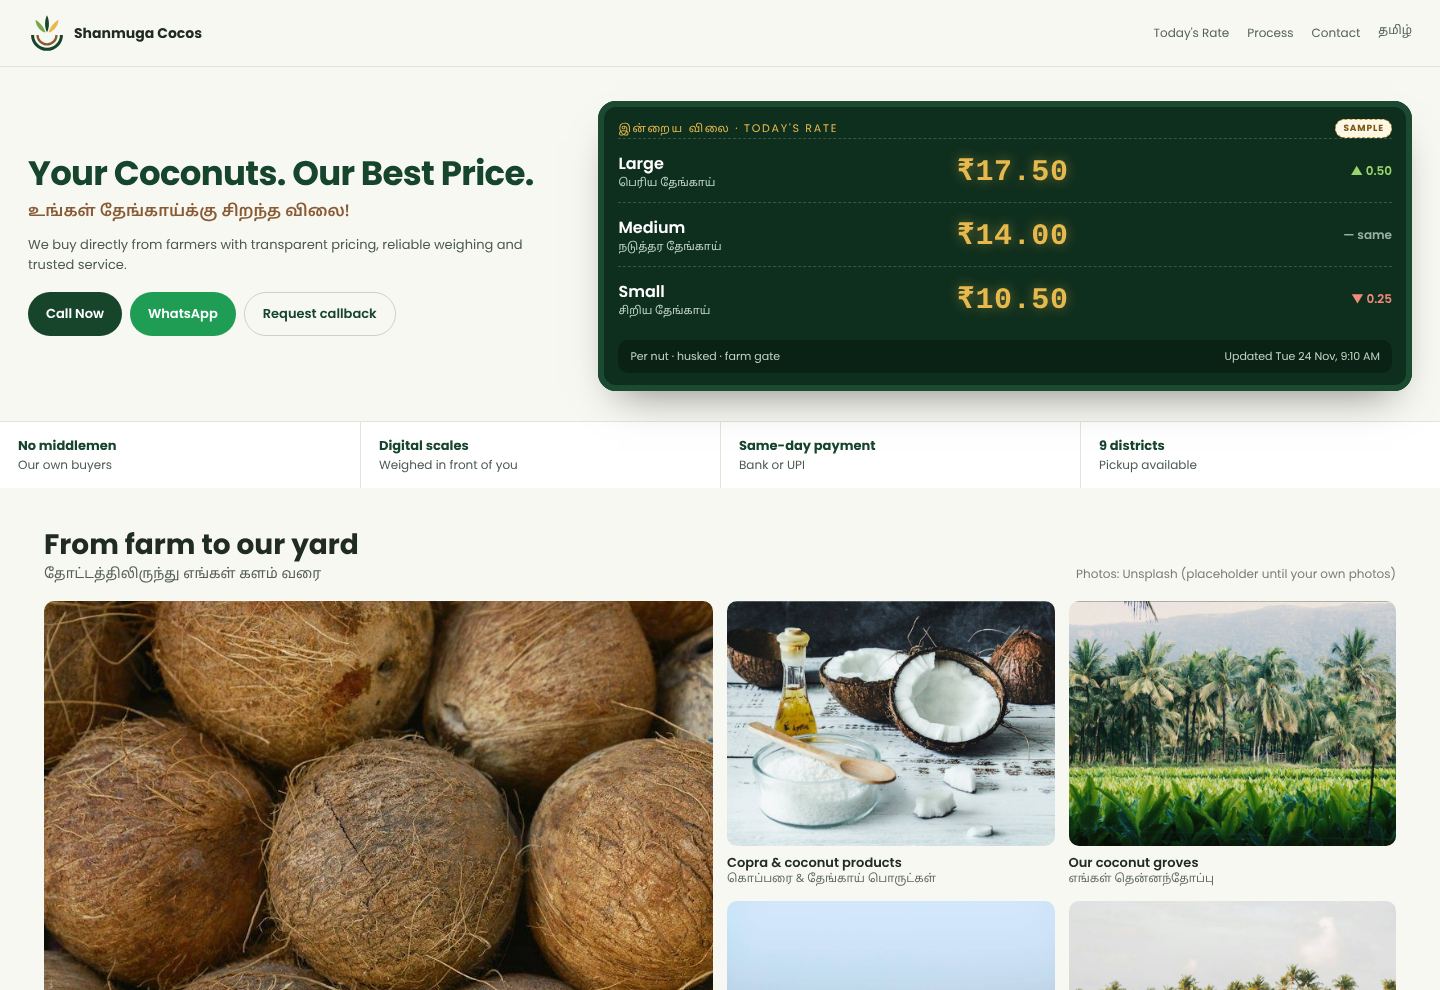 Shanmuga Cocos
Today's Rate Process Contact தமிழ்
Your Coconuts. Our Best Price.
உங்கள் தேங்காய்க்கு சிறந்த விலை!
We buy directly from farmers with transparent pricing, reliable weighing and
trusted service.
Call Now WhatsApp Request callback
இன்றைய விலை · TODAY'S RATE SAMPLE
Large ₹17.50 ▲ 0.50
பெரிய தேங்காய்
Medium ₹14.00 — same
நடுத்தர தேங்காய்
Small ₹10.50 ▼ 0.25
சிறிய தேங்காய்
Per nut · husked · farm gate Updated Tue 24 Nov, 9:10 AM
No middlemen
Our own buyers
Digital scales
Weighed in front of you
Same-day payment
Bank or UPI
9 districts
Pickup available
From farm to our yard
தோட்டத்திலிருந்து எங்கள் களம் வரை
Photos: Unsplash (placeholder until your own photos)
Copra & coconut products
கொப்பரை & தேங்காய் பொருட்கள்
Our coconut groves
எங்கள் தென்னந்தோப்பு